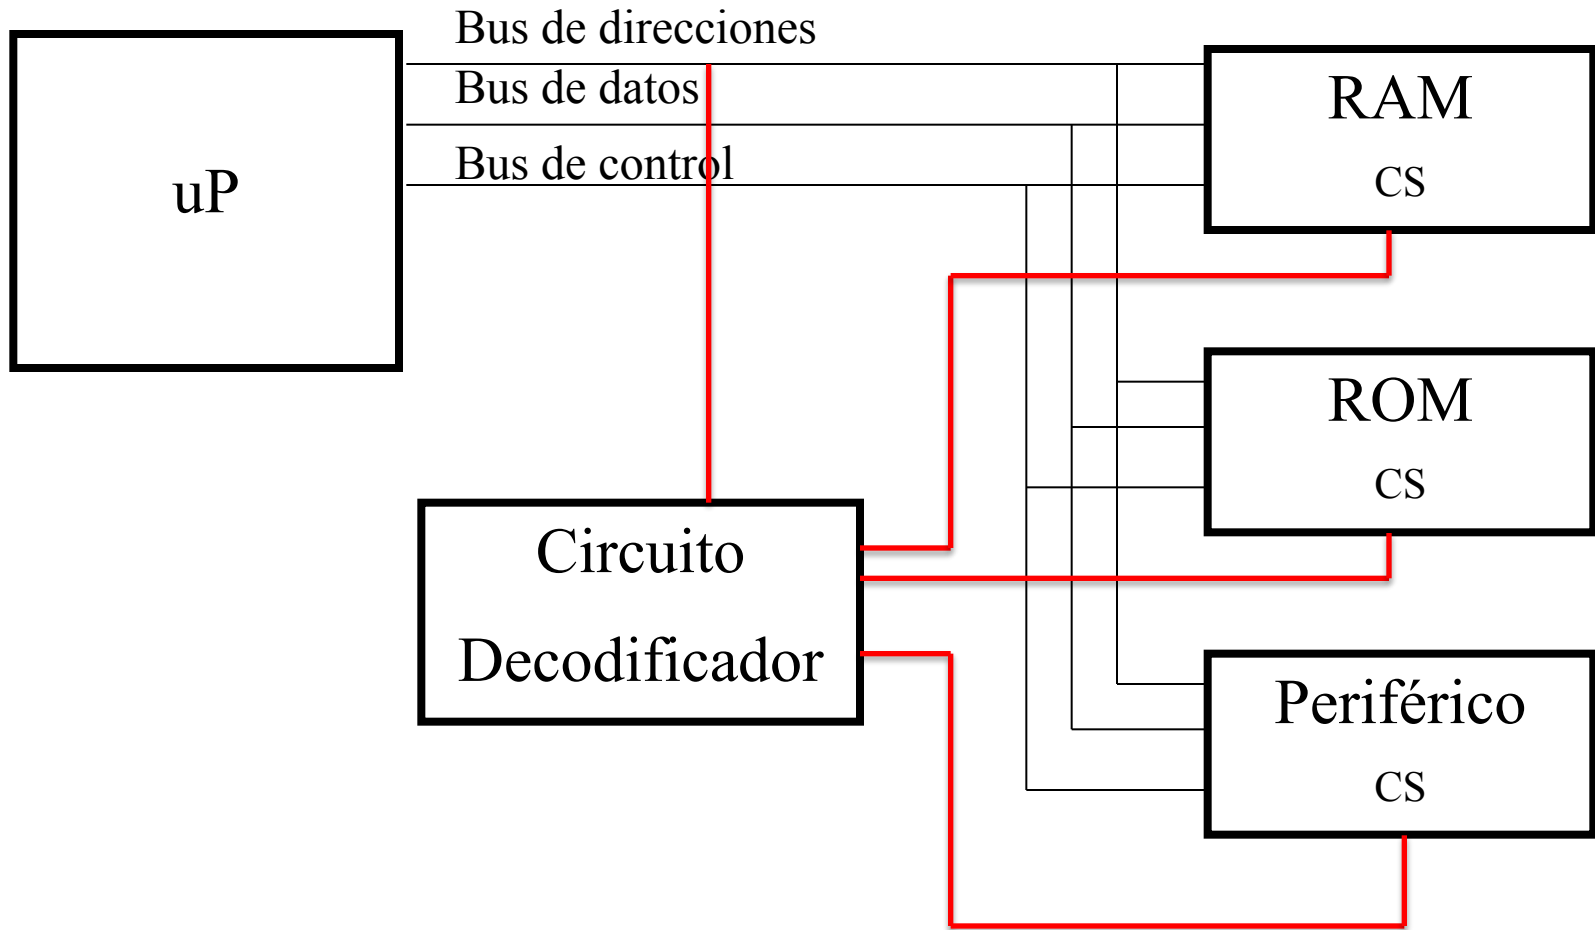 Bus de direcciones
Bus de datos
Bus de control
uP
RAM
CS
ROM
CS
Circuito
Decodificador
Periférico
CS